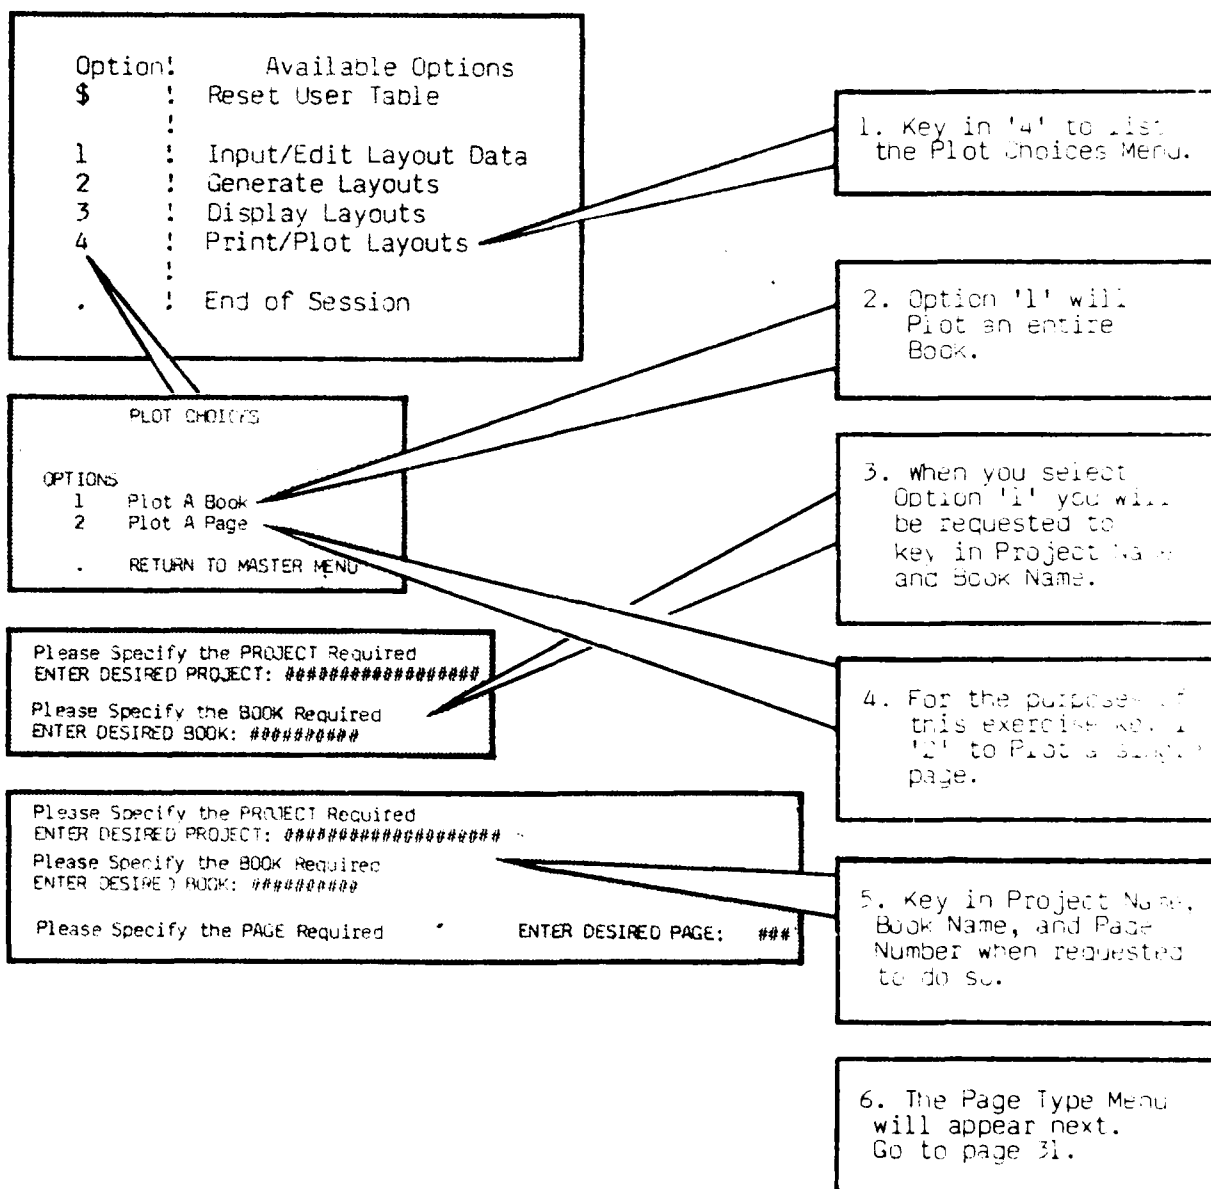 Option! Available Options
$ ! Reset User Table
!
1 ! Input/Edit Layout Data
2 ! Generate Layouts
3 ! Display Layouts
4 ! Print/Plot Layouts
!
. ! End of Session
1. Key in '4' to list
the Plot Choices Menu.
2. Option '1' will
Plot an entire
Book.
PLOT CHOICES
OPTIONS
1 Plot A Book
2 Plot A Page
. RETURN TO MASTER MENU
3. When you select
Option '1' you will
be requested to
key in Project Name
and Book Name.
Please Specify the PROJECT Required
ENTER DESIRED PROJECT: ##################
Please Specify the BOOK Required
ENTER DESIRED BOOK: ##########
4. For the purposes of
this exercise key
'2' to Plot a single
page.
Please Specify the PROJECT Required
ENTER DESIRED PROJECT: ####################
Please Specify the BOOK Required
ENTER DESIRED BOOK: ##########
Please Specify the PAGE Required ENTER DESIRED PAGE: ###
5. Key in Project Name,
Book Name, and Page
Number when requested
to do so.
6. The Page Type Menu
will appear next.
Go to page 31.